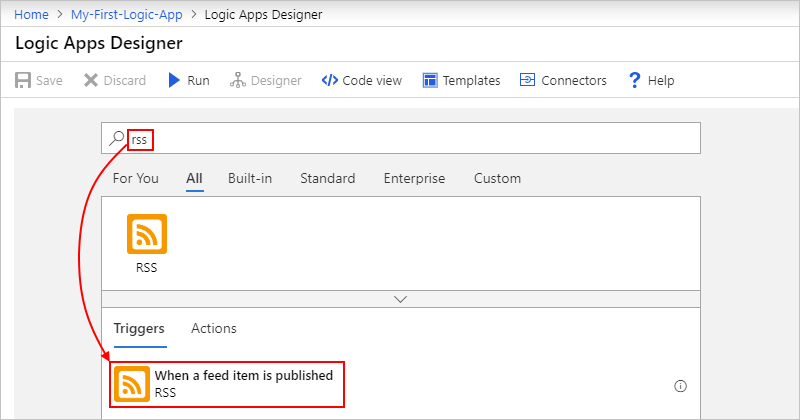 Home > My-First-Logic-App > Logic Apps Designer
Logic Apps Designer
Save Discard Run Designer Code view Templates Connectors ? Help
rss
For You All Built-in Standard Enterprise Custom
RSS
Triggers Actions
When a feed item is published
RSS